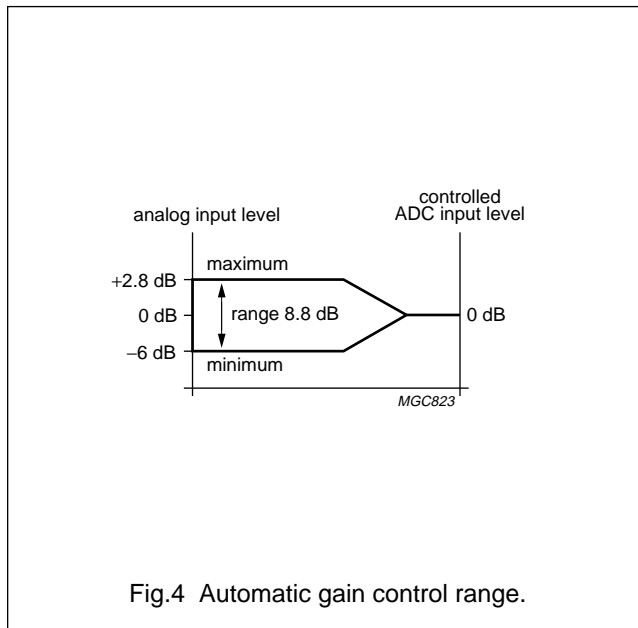 analog input level
controlled
ADC input level
+2.8 dB
maximum
0 dB
range 8.8 dB
0 dB
−6 dB
minimum
MGC823
Fig.4 Automatic gain control range.